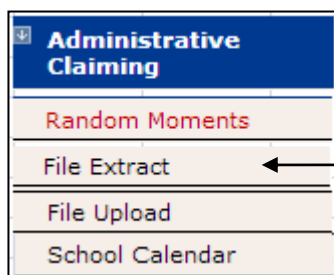 Administrative
Claiming
Random Moments
File Extract
File Upload
School Calendar